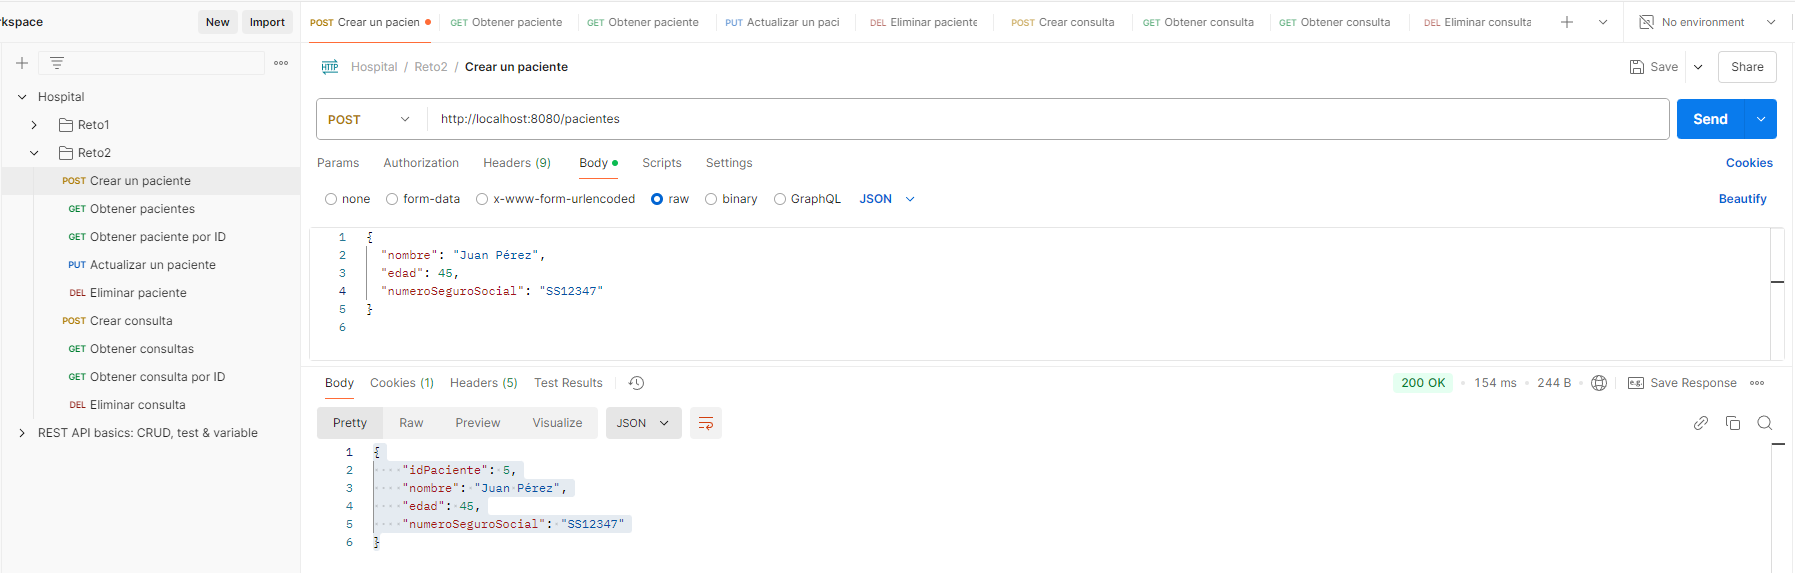 rkspace New Import
POST Crear un pacien GET Obtener paciente GET Obtener paciente PUT Actualizar un paci DEL Eliminar paciente POST Crear consulta GET Obtener consulta GET Obtener consulta DEL Eliminar consulta No environment
Hospital / Reto2 / Crear un paciente
Save Share
Hospital
Reto1
Reto2
POST Crear un paciente
GET Obtener pacientes
GET Obtener paciente por ID
PUT Actualizar un paciente
DEL Eliminar paciente
POST Crear consulta
GET Obtener consultas
GET Obtener consulta por ID
DEL Eliminar consulta
REST API basics: CRUD, test & variable
HTTP
POST http://localhost:8080/pacientes Send
Params Authorization Headers (9) Body Scripts Settings Cookies
none form-data x-www-form-urlencoded raw binary GraphQL JSON Beautify
1 {
2 "nombre": "Juan Pérez",
3 "edad": 45,
4 "numeroSeguroSocial": "SS12347"
5 }
6
Body Cookies (1) Headers (5) Test Results 200 OK 154 ms 244 B e.g. Save Response
Pretty Raw Preview Visualize JSON
1 {
2 "idPaciente": 5,
3 "nombre": "Juan Pérez",
4 "edad": 45,
5 "numeroSeguroSocial": "SS12347"
6 }